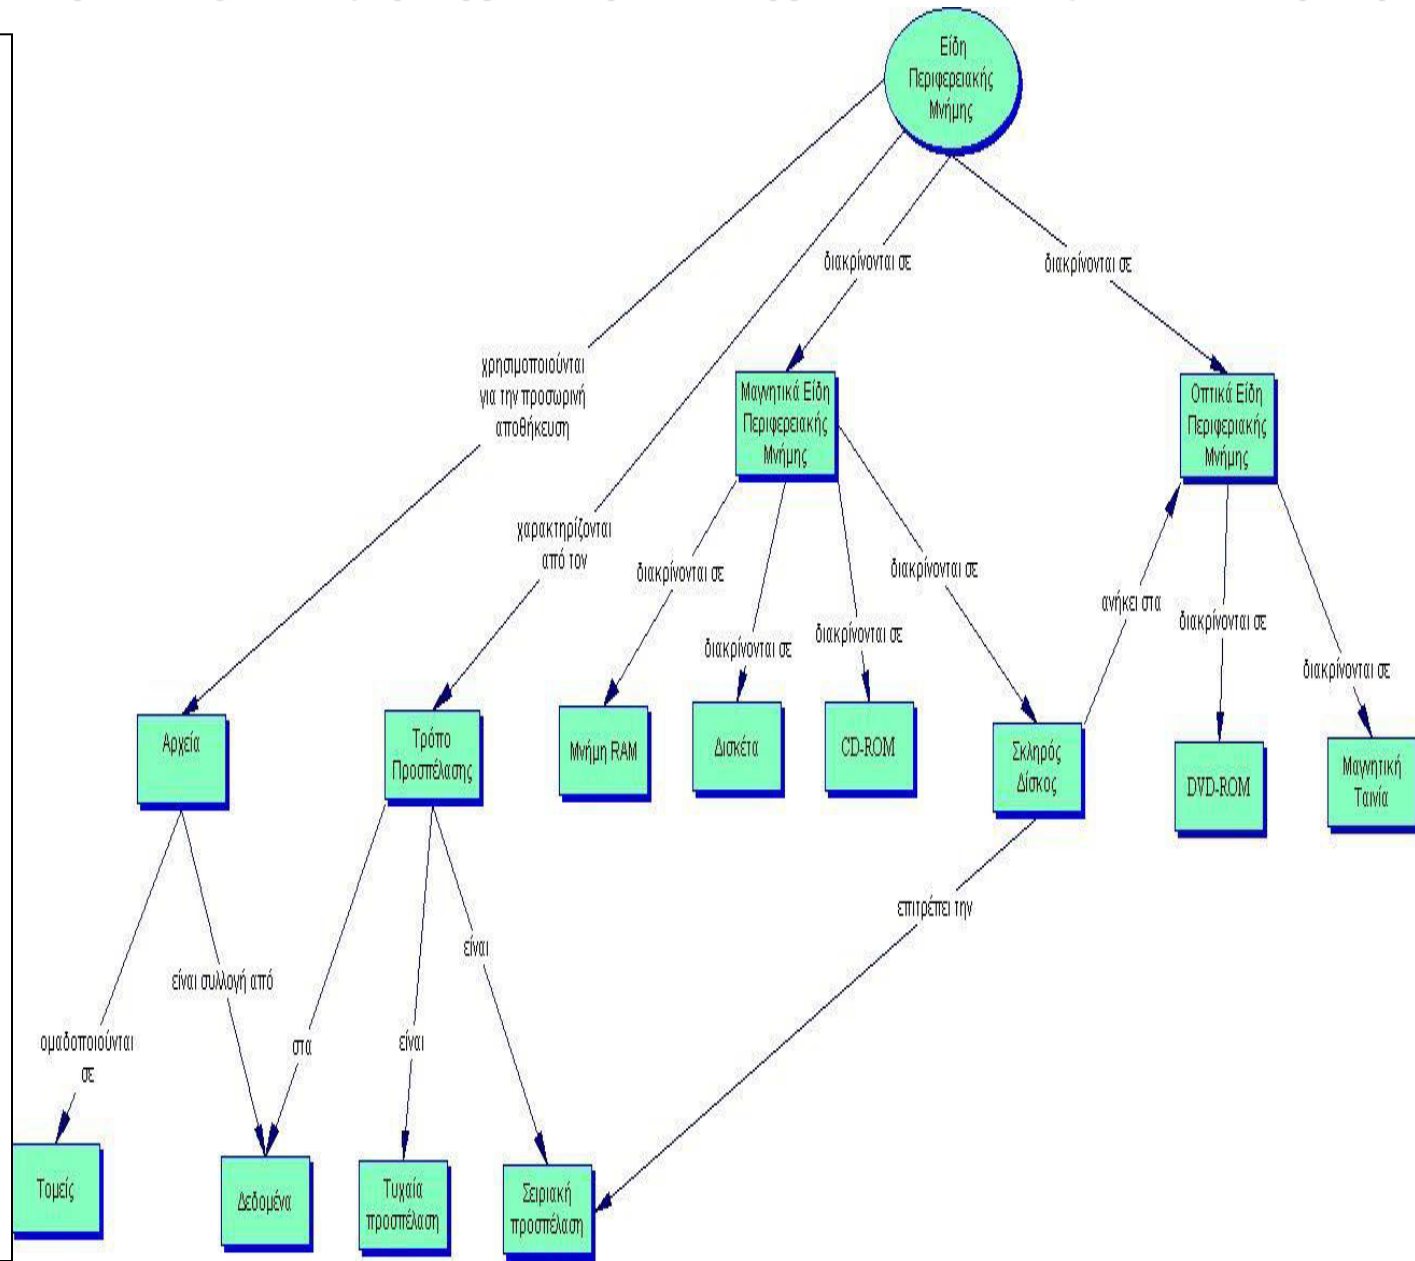 Είδη
Περιφερειακής
Μνήμης
διακρίνονται σε
διακρίνονται σε
χρησιμοποιούνται
για την προσωρινή
αποθήκευση
Μαγνητικά Είδη
Περιφερειακής
Μνήμης
Οπτικά Είδη
Περιφεριακής
Μνήμης
χαρακτηρίζονται
από τον
διακρίνονται σε
διακρίνονται σε
διακρίνονται σε
διακρίνονται σε
ανήκει στα
διακρίνονται σε
διακρίνονται σε
Αρχεία
Τρόπο
Προσπέλασης
Μνήμη RAM
Δισκέτα
CD-ROM
Σκληρός
Δίσκος
DVD-ROM
Μαγνητική
Ταινία
επιτρέπει την
είναι
είναι συλλογή από
ομαδοποιούνται
σε
στα
είναι
Τομείς
Δεδομένα
Τυχαία
προσπέλαση
Σειριακή
προσπέλαση